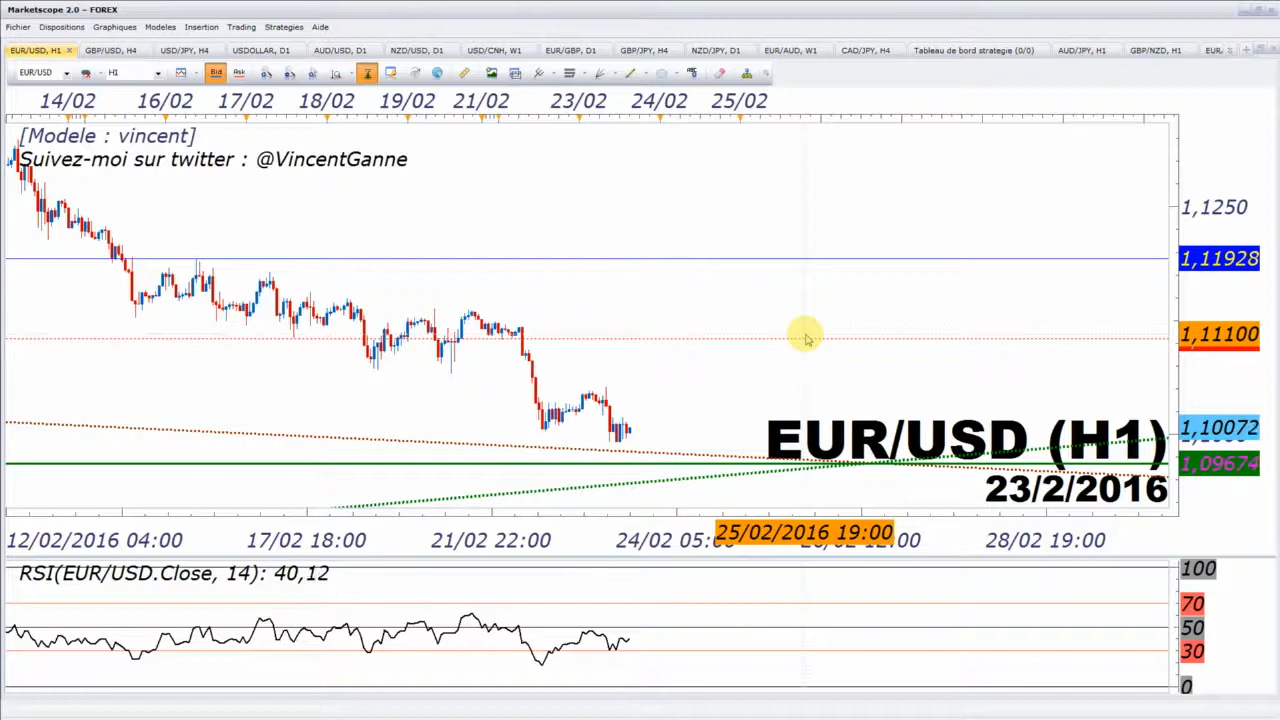 Marketscope 2.0 - FOREX
Fichier Dispositions Graphiques Modeles Insertion Trading Strategies Aide
EUR/USD, H1 GBP/USD, H4 USD/JPY, H4 USDOLLAR, D1 AUD/USD, D1 NZD/USD, D1 USD/CNH, W1 EUR/GBP, D1 GBP/JPY, H4 NZD/JPY, D1 EUR/AUD, W1 CAD/JPY, H4 Tableau de bord strategie (0/0) AUD/JPY, H1 GBP/NZD, H1
EUR/USD H1 Bid Ask
14/02 16/02 17/02 18/02 19/02 21/02 23/02 24/02 25/02
[Modele : vincent]
Suivez-moi sur twitter : @VincentGanne
1,1250
1,11928
1,11100
1,10072
1,09674
EUR/USD (H1)
23/2/2016
12/02/2016 04:00 17/02 18:00 21/02 22:00 24/02 05: 25/02/2016 19:00 28/02 19:00
RSI(EUR/USD.Close, 14): 40,12
100
70
50
30
0